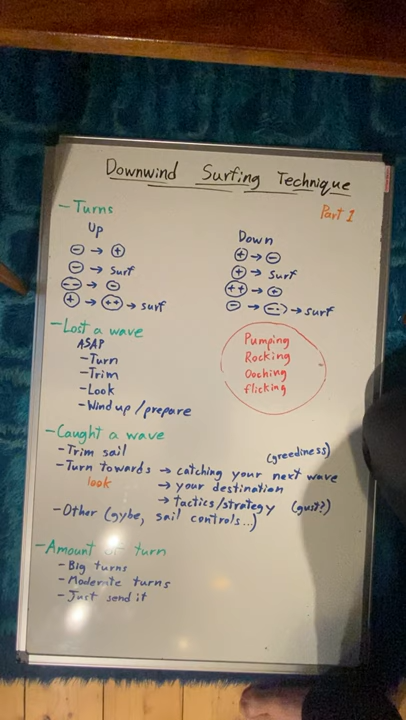 Downwind Surfing Technique
Part 1
- Turns
Up
⊖ → ⊕
⊖ → surf
(--) → ⊖
⊕ → (++) → surf
Down
⊕ → ⊖
⊕ → surf
(++) → ⊕
⊖ → (--) → surf
- Lost a wave
ASAP
- Turn
- Trim
- Look
- Wind up / prepare
Pumping
Rocking
Ooching
flicking
- Caught a wave
- Trim sail
(greediness)
- Turn towards → catching your next wave
look → your destination
→ tactics/strategy (gust?)
- Other (gybe, sail controls...)
- Amount of turn
- Big turns
- Moderate turns
- Just send it